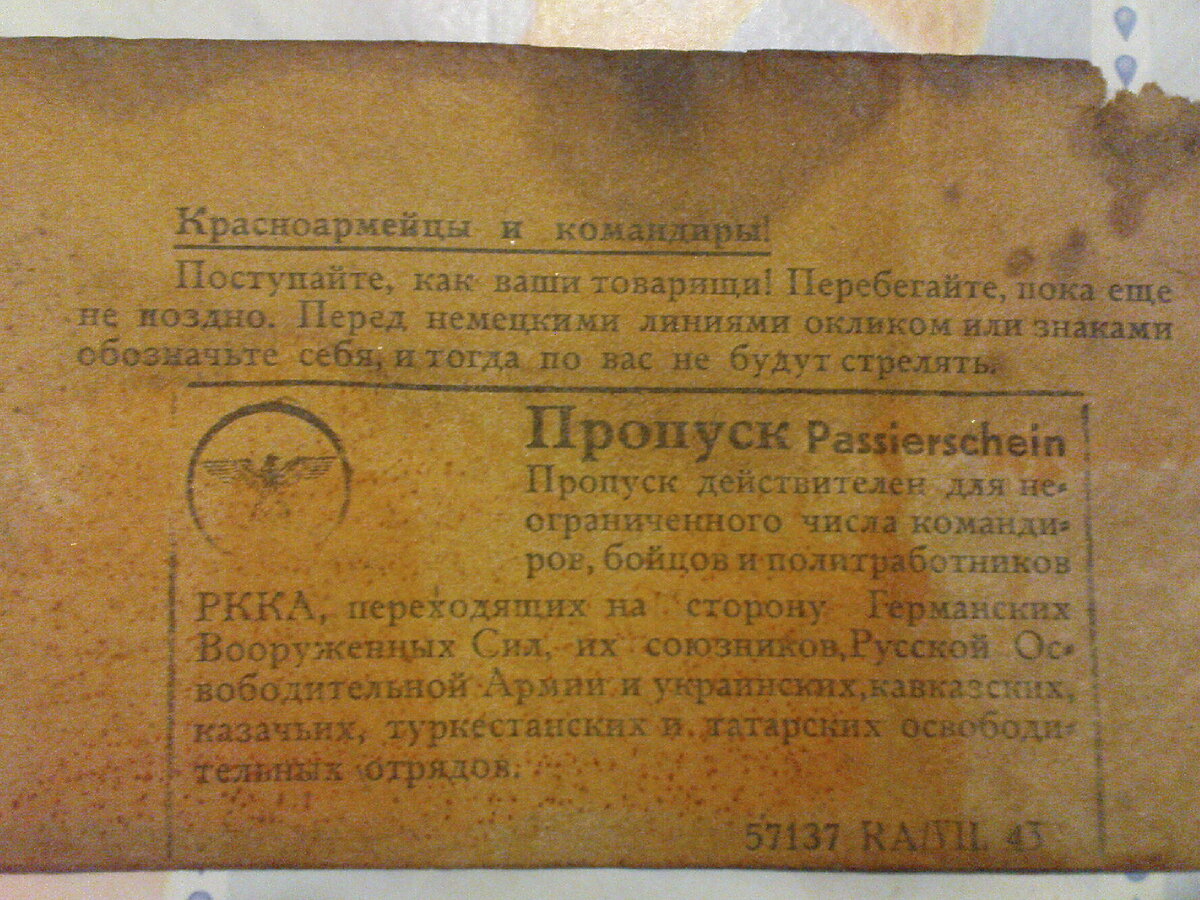 Красноармейцы и командиры!
Поступайте, как ваши товарищи! Перебегайте, пока еще
не поздно. Перед немецкими линиями окликом или знаками
обозначьте себя, и тогда по вас не будут стрелять.
Пропуск Passierschein
Пропуск действителен для не-
ограниченного числа команди-
ров, бойцов и политработников
РККА, переходящих на сторону Германских
Вооруженных Сил, их союзников, Русской Ос-
вободительной Армии и украинских, кавказских,
казачьих, туркестанских и татарских освободи-
тельных отрядов.
57137 RA/VII. 43